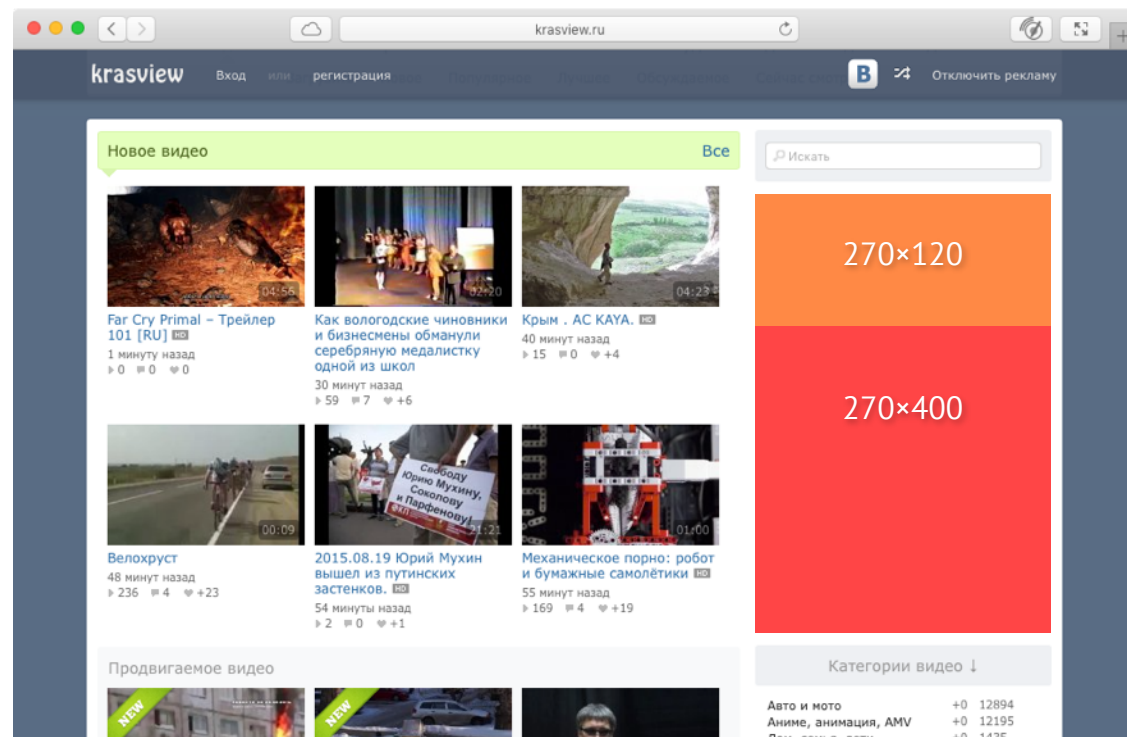 krasview.ru
krasview Вход или регистрация Отключить рекламу
Новое видео Все
Искать
04:56
02:20
04:23
Far Cry Primal – Трейлер
101 [RU] HD
1 минуту назад
0 0 0
Как вологодские чиновники
и бизнесмены обманули
серебряную медалистку
одной из школ
30 минут назад
59 7 +6
Крым . АС KAYA. HD
40 минут назад
15 0 +4
270×120
270×400
00:09
Свободу
Юрию Мухину,
Соколову
и Парфенову!
21:21
01:00
Велохруст
48 минут назад
236 4 +23
2015.08.19 Юрий Мухин
вышел из путинских
застенков. HD
54 минуты назад
2 0 +1
Механическое порно: робот
и бумажные самолётики HD
55 минут назад
169 4 +19
Продвигаемое видео
NEW
NEW
Категории видео ↓
Авто и мото +0 12894
Аниме, анимация, AMV +0 12195